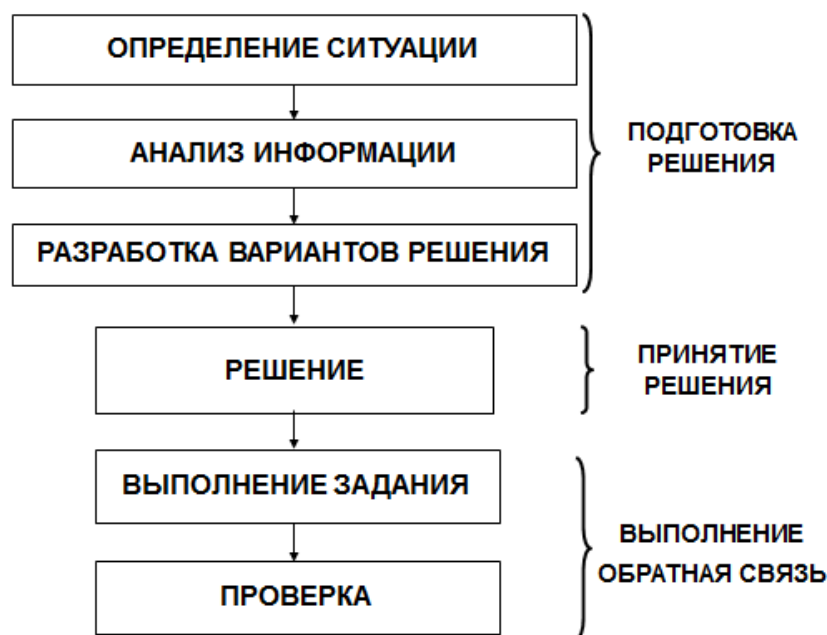 ОПРЕДЕЛЕНИЕ СИТУАЦИИ
АНАЛИЗ ИНФОРМАЦИИ
РАЗРАБОТКА ВАРИАНТОВ РЕШЕНИЯ
ПОДГОТОВКА
РЕШЕНИЯ
РЕШЕНИЕ
ПРИНЯТИЕ
РЕШЕНИЯ
ВЫПОЛНЕНИЕ ЗАДАНИЯ
ПРОВЕРКА
ВЫПОЛНЕНИЕ
ОБРАТНАЯ СВЯЗЬ